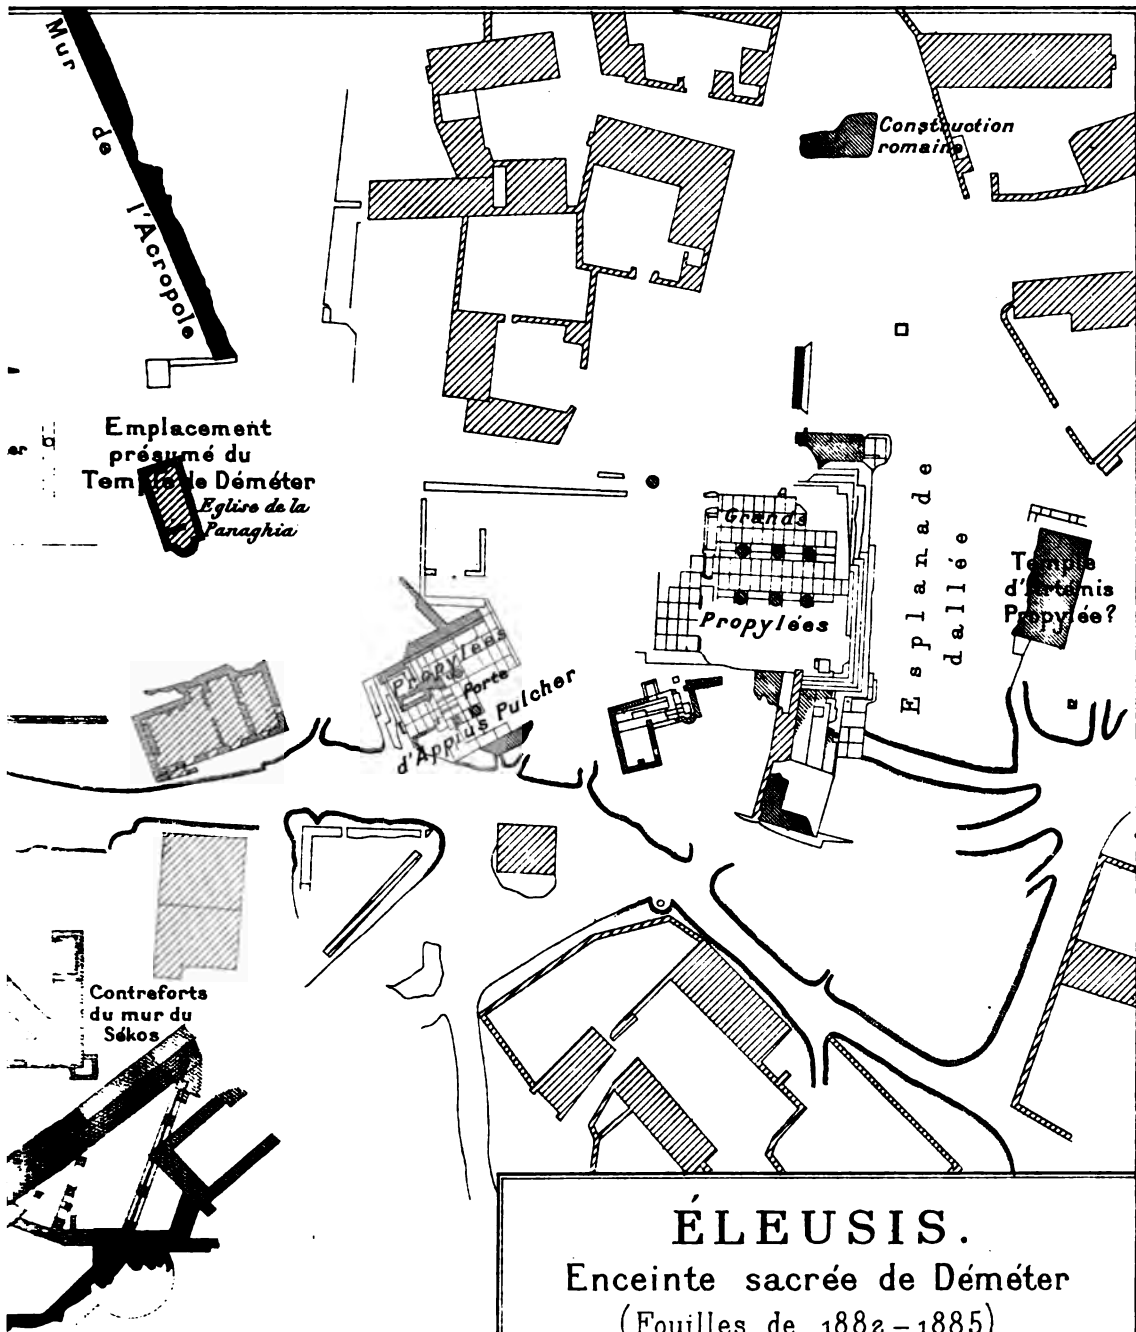 Mur
de
l'Acropole
Construction
romaine
Emplacement
présumé du
Temple de Déméter
Eglise de la
Panaghia
Grands
Propylées
Esplanade
dallée
Temple
d'Artémis
Propylée?
Propylées
Porte
d'Appius Pulcher
Contreforts
du mur du
Sékos
ÉLEUSIS.
Enceinte sacrée de Déméter
(Fouilles de 1882–1885)